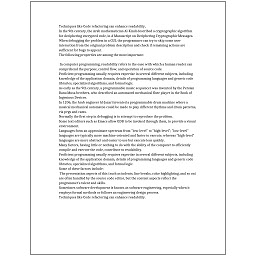 Techniques like Code refactoring can enhance readability.
In the 9th century, the Arab mathematician Al-Kindi described a cryptographic algorithm
for deciphering encrypted code, in A Manuscript on Deciphering Cryptographic Messages.
When debugging the problem in a GUI, the programmer can try to skip some user
interaction from the original problem description and check if remaining actions are
sufficient for bugs to appear.
The following properties are among the most important:
In computer programming, readability refers to the ease with which a human reader can
comprehend the purpose, control flow, and operation of source code.
Proficient programming usually requires expertise in several different subjects, including
knowledge of the application domain, details of programming languages and generic code
libraries, specialized algorithms, and formal logic.
As early as the 9th century, a programmable music sequencer was invented by the Persian
Banu Musa brothers, who described an automated mechanical flute player in the Book of
Ingenious Devices.
In 1206, the Arab engineer Al-Jazari invented a programmable drum machine where a
musical mechanical automaton could be made to play different rhythms and drum patterns,
via pegs and cams.
Normally the first step in debugging is to attempt to reproduce the problem.
Some text editors such as Emacs allow GDB to be invoked through them, to provide a visual
environment.
Languages form an approximate spectrum from "low-level" to "high-level"; "low-level"
languages are typically more machine-oriented and faster to execute, whereas "high-level"
languages are more abstract and easier to use but execute less quickly.
Many factors, having little or nothing to do with the ability of the computer to efficiently
compile and execute the code, contribute to readability.
Proficient programming usually requires expertise in several different subjects, including
knowledge of the application domain, details of programming languages and generic code
libraries, specialized algorithms, and formal logic.
Some of these factors include:
The presentation aspects of this (such as indents, line breaks, color highlighting, and so on)
are often handled by the source code editor, but the content aspects reflect the
programmer's talent and skills.
Sometimes software development is known as software engineering, especially when it
employs formal methods or follows an engineering design process.
Techniques like Code refactoring can enhance readability.